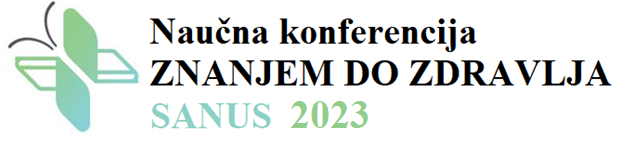 Naučna konferencija
ZNANJEM DO ZDRAVLJA
SANUS 2023